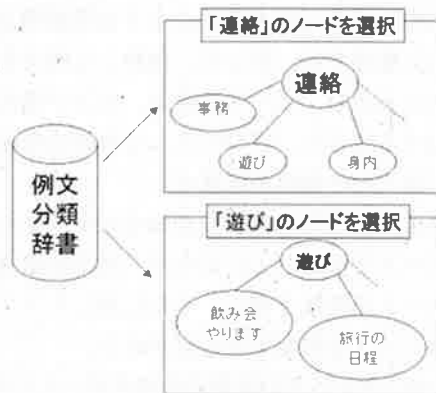 「連絡」のノードを選択
連絡
事務
遊び
身内
例文
分類
辞書
「遊び」のノードを選択
遊び
飲み会
やります
旅行の
日程